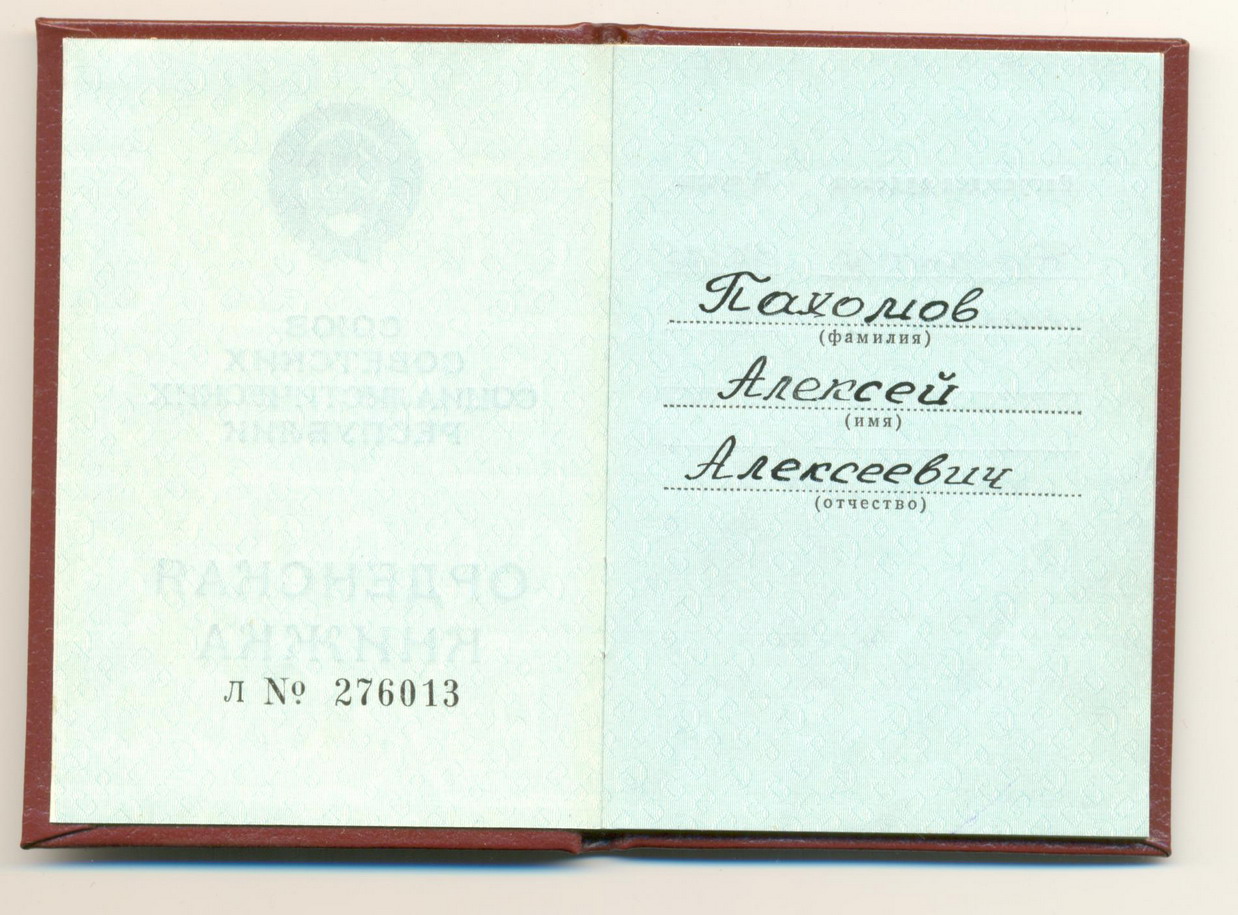 СОЮЗ
СОВЕТСКИХ
СОЦИАЛИСТИЧЕСКИХ
РЕСПУБЛИК
ОРДЕНСКАЯ
КНИЖКА
Л № 276013
Пахомов
(фамилия)
Алексей
(имя)
Алексеевич
(отчество)